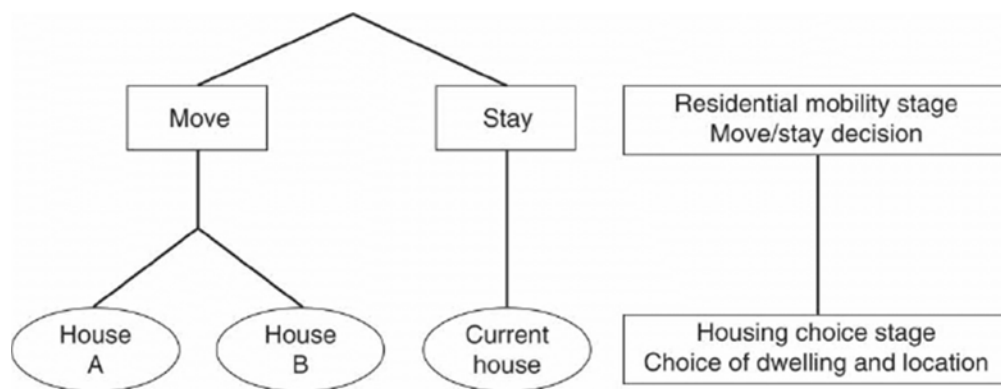 Move
Stay
Residential mobility stage
Move/stay decision
House
A
House
B
Current
house
Housing choice stage
Choice of dwelling and location